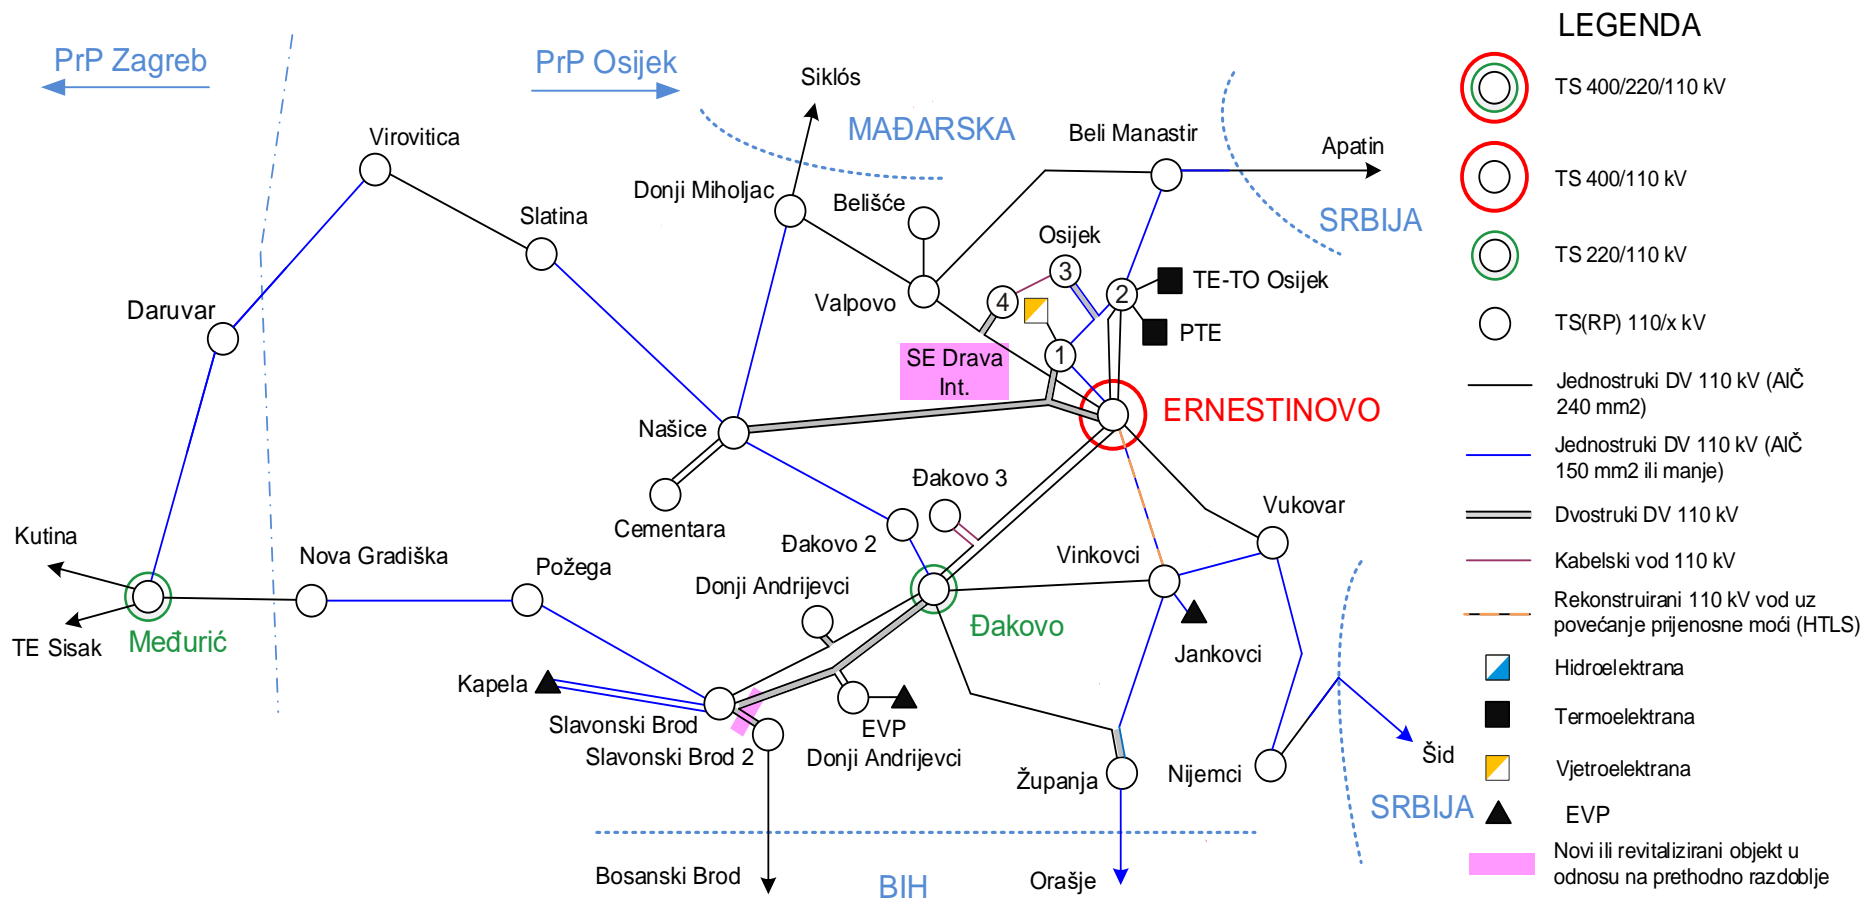 PrP Zagreb
PrP Osijek
Siklós
MAĐARSKA
Virovitica
Beli Manastir
Apatin
Donji Miholjac
Belišće
Slatina
SRBIJA
Osijek
3
4
2
1
TE-TO Osijek
PTE
Valpovo
Daruvar
SE Drava
Int.
ERNESTINOVO
Našice
Đakovo 3
Cementara
Vukovar
Kutina
Đakovo 2
Nova Gradiška
Požega
Vinkovci
Donji Andrijevci
TE Sisak
Međurić
Đakovo
Jankovci
Kapela
Slavonski Brod
Slavonski Brod 2
EVP
Donji Andrijevci
Županja
Nijemci
Šid
SRBIJA
Bosanski Brod
BIH
Orašje
LEGENDA
TS 400/220/110 kV
TS 400/110 kV
TS 220/110 kV
TS(RP) 110/x kV
Jednostruki DV 110 kV (AlČ
240 mm2)
Jednostruki DV 110 kV (AlČ
150 mm2 ili manje)
Dvostruki DV 110 kV
Kabelski vod 110 kV
Rekonstruirani 110 kV vod uz
povećanje prijenosne moći (HTLS)
Hidroelektrana
Termoelektrana
Vjetroelektrana
EVP
Novi ili revitalizirani objekt u
odnosu na prethodno razdoblje